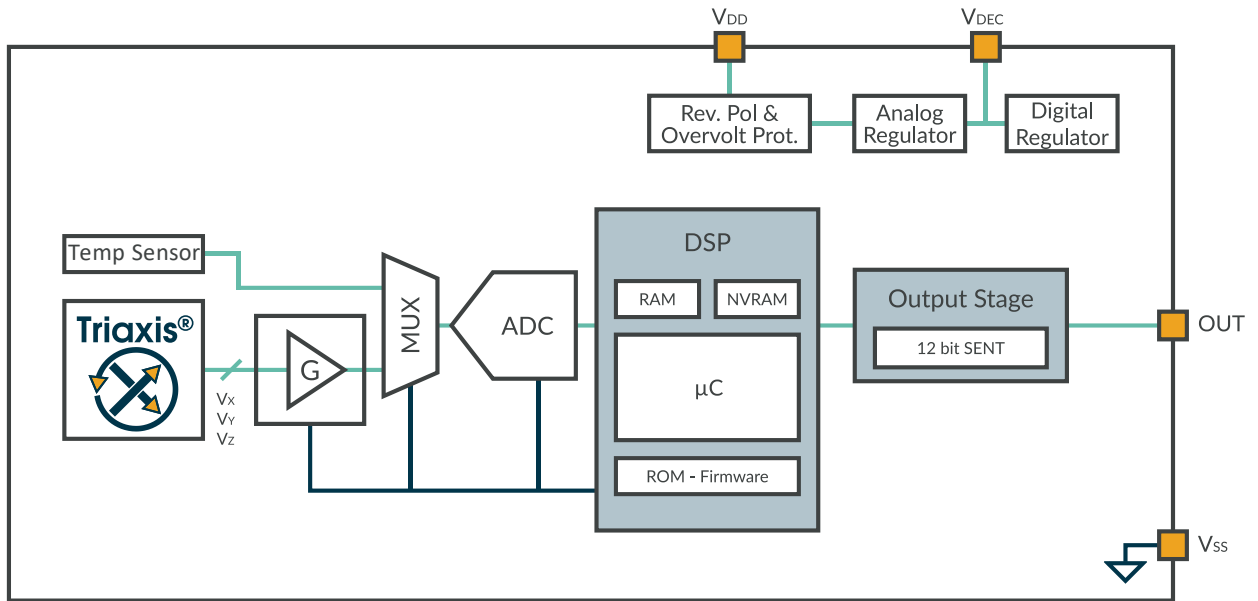 VDD
VDEC
Rev. Pol &
Overvolt Prot.
Analog
Regulator
Digital
Regulator
Temp Sensor
Triaxis®
VX
VY
VZ
G
MUX
ADC
DSP
RAM
NVRAM
µC
ROM - Firmware
Output Stage
12 bit SENT
OUT
VSS